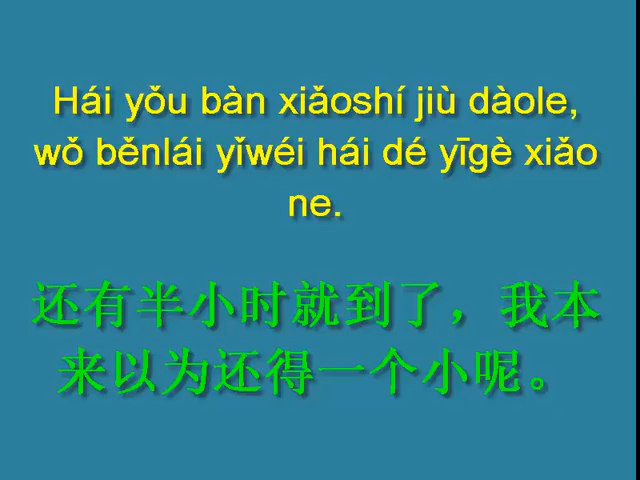 Hái yǒu bàn xiǎoshí jiù dàole,
wǒ běnlái yǐwéi hái dé yīgè xiǎo
ne.
还有半小时就到了，我本
来以为还得一个小呢。